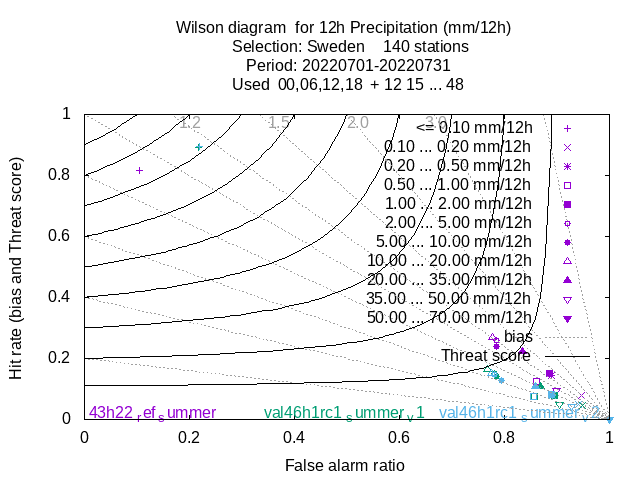 Wilson diagram for 12h Precipitation (mm/12h)
Selection: Sweden 140 stations
Period: 20220701-20220731
Used 00,06,12,18 + 12 15 ... 48
1.2 1.5 2.0 3.0
<= 0.10 mm/12h
0.10 ... 0.20 mm/12h
0.20 ... 0.50 mm/12h
0.50 ... 1.00 mm/12h
1.00 ... 2.00 mm/12h
2.00 ... 5.00 mm/12h
5.00 ... 10.00 mm/12h
10.00 ... 20.00 mm/12h
20.00 ... 35.00 mm/12h
35.00 ... 50.00 mm/12h
50.00 ... 70.00 mm/12h
bias
Threat score
1
0.8
0.6
0.4
0.2
0
Hit rate (bias and Threat score)
43h22ref summer val46h1rc1summerv1 val46h1rc1summerv2
0 0.2 0.4 0.6 0.8 1
False alarm ratio